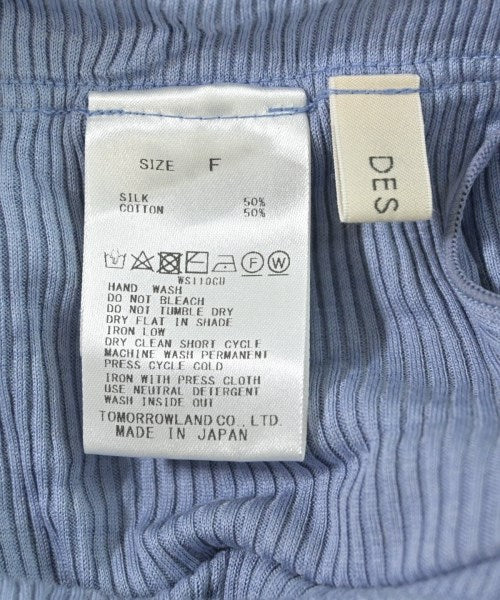 SIZE F
SILK 50%
COTTON 50%
F W
WS110CU
HAND WASH
DO NOT BLEACH
DO NOT TUMBLE DRY
DRY FLAT IN SHADE
IRON LOW
DRY CLEAN SHORT CYCLE
MACHINE WASH PERMANENT
PRESS CYCLE COLD
IRON WITH PRESS CLOTH
USE NEUTRAL DETERGENT
WASH INSIDE OUT
TOMORROWLAND CO., LTD.
MADE IN JAPAN
DES